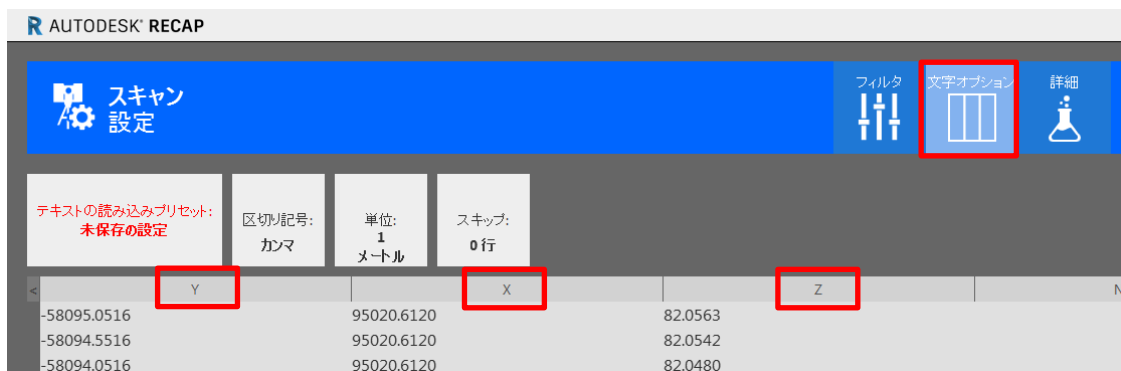 R AUTODESK® RECAP
スキャン
設定
フィルタ
文字オプション
詳細
テキストの読み込みプリセット:
未保存の設定
区切り記号:
カンマ
単位:
1
メートル
スキップ:
0 行
< Y X Z N
-58095.0516 95020.6120 82.0563
-58094.5516 95020.6120 82.0542
-58094.0516 95020.6120 82.0480